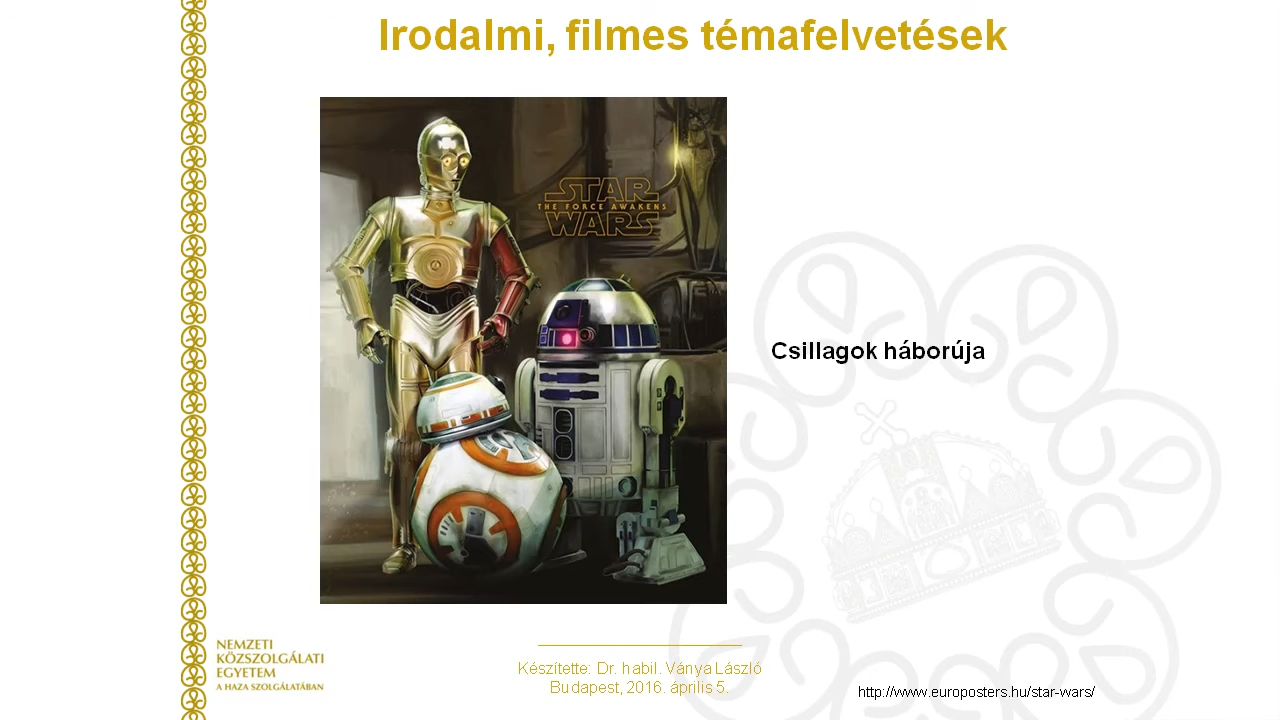 Irodalmi, filmes témafelvetések
STAR
THE FORCE AWAKENS
WARS
Csillagok háborúja
NEMZETI
KÖZSZOLGÁLATI
EGYETEM
A HAZA SZOLGÁLATÁBAN
Készítette: Dr. habil. Ványa László
Budapest, 2016. április 5.
http://www.europosters.hu/star-wars/